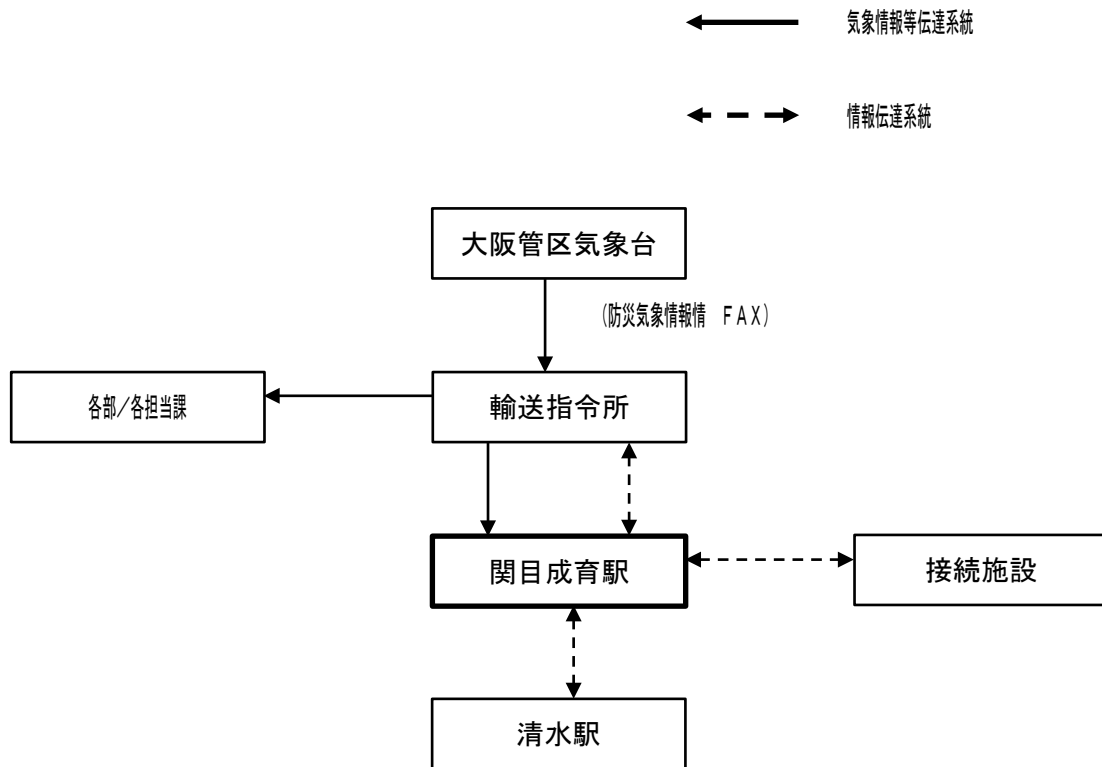 気象情報等伝達系統
情報伝達系統
大阪管区気象台
(防災気象情報情　ＦＡＸ)
各部／各担当課
輸送指令所
関目成育駅
接続施設
清水駅